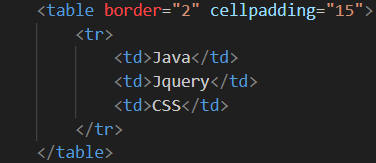 <table border="2" cellpadding="15">
<tr>
<td>Java</td>
<td>Jquery</td>
<td>CSS</td>
</tr>
</table>